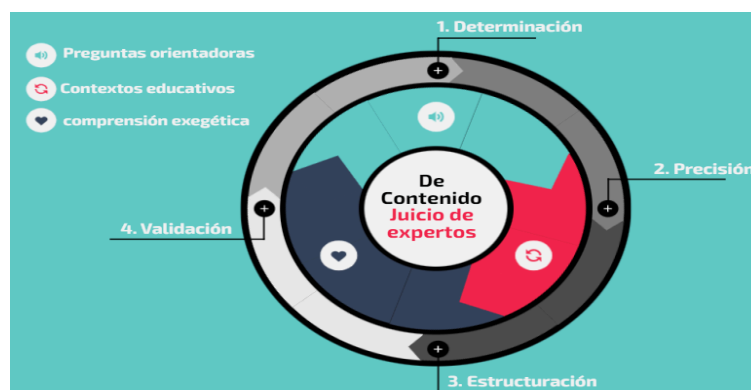 1. Determinación
Preguntas orientadoras
Contextos educativos
comprensión exegética
2. Precisión
De
Contenido
Juicio de
expertos
4. Validación
3. Estructuración